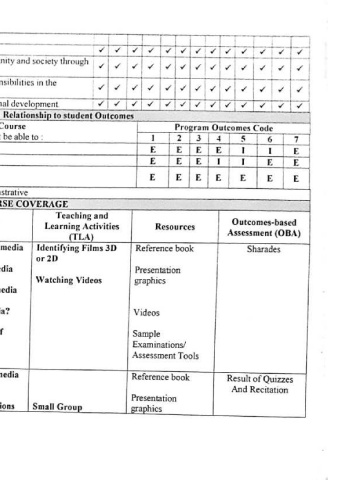 ✓ ✓ ✓ ✓ ✓ ✓ ✓ ✓ ✓ ✓ ✓ ✓
nity and society through ✓ ✓ ✓ ✓ ✓ ✓ ✓ ✓ ✓ ✓ ✓ ✓
nsibilities in the ✓ ✓ ✓ ✓ ✓ ✓ ✓ ✓ ✓ ✓ ✓ ✓
nal development ✓ ✓ ✓ ✓ ✓ ✓ ✓ ✓ ✓ ✓ ✓ ✓
Relationship to student Outcomes
Course Program Outcomes Code
be able to : 1 2 3 4 5 6 7
E E E E I I E
E E E I I E E
E E E E E E E
strative
RSE COVERAGE
Teaching and
Learning Activities
(TLA)
Resources
Outcomes-based
Assessment (OBA)
media Identifying Films 3D Reference book Sharades
or 2D
dia Presentation
Watching Videos graphics
edia
a? Videos
f Sample
Examinations/
Assessment Tools
edia Reference book Result of Quizzes
And Recitation
Presentation
ions Small Group graphics